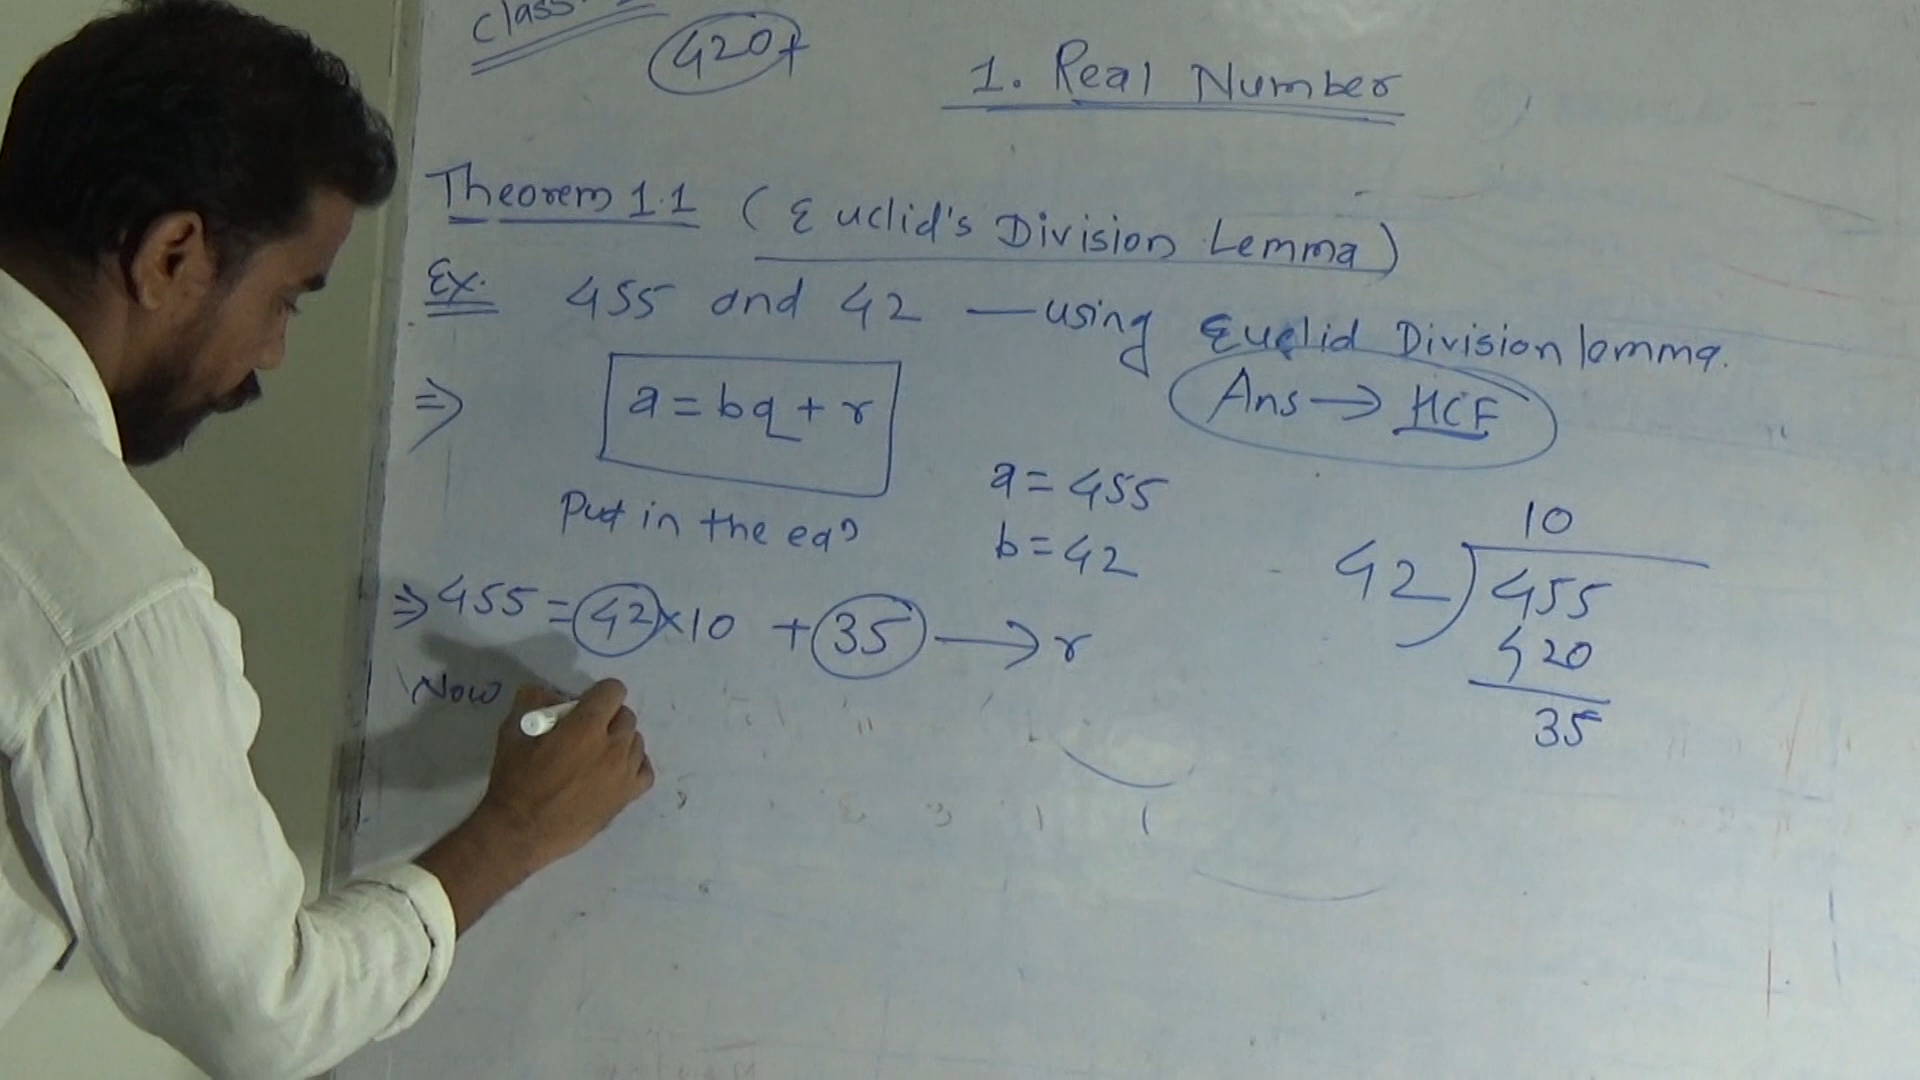 Class
420+
1. Real Number
Theorem 1.1 (Euclid's Division Lemma)
Ex. 455 and 42 — using Euclid Division lemma.
Ans → HCF
⇒ a = bq + r
a = 455
b = 42
Put in the eqn
⇒ 455 = 42 × 10 + 35 → r
Now
10
42 ) 455
420
35